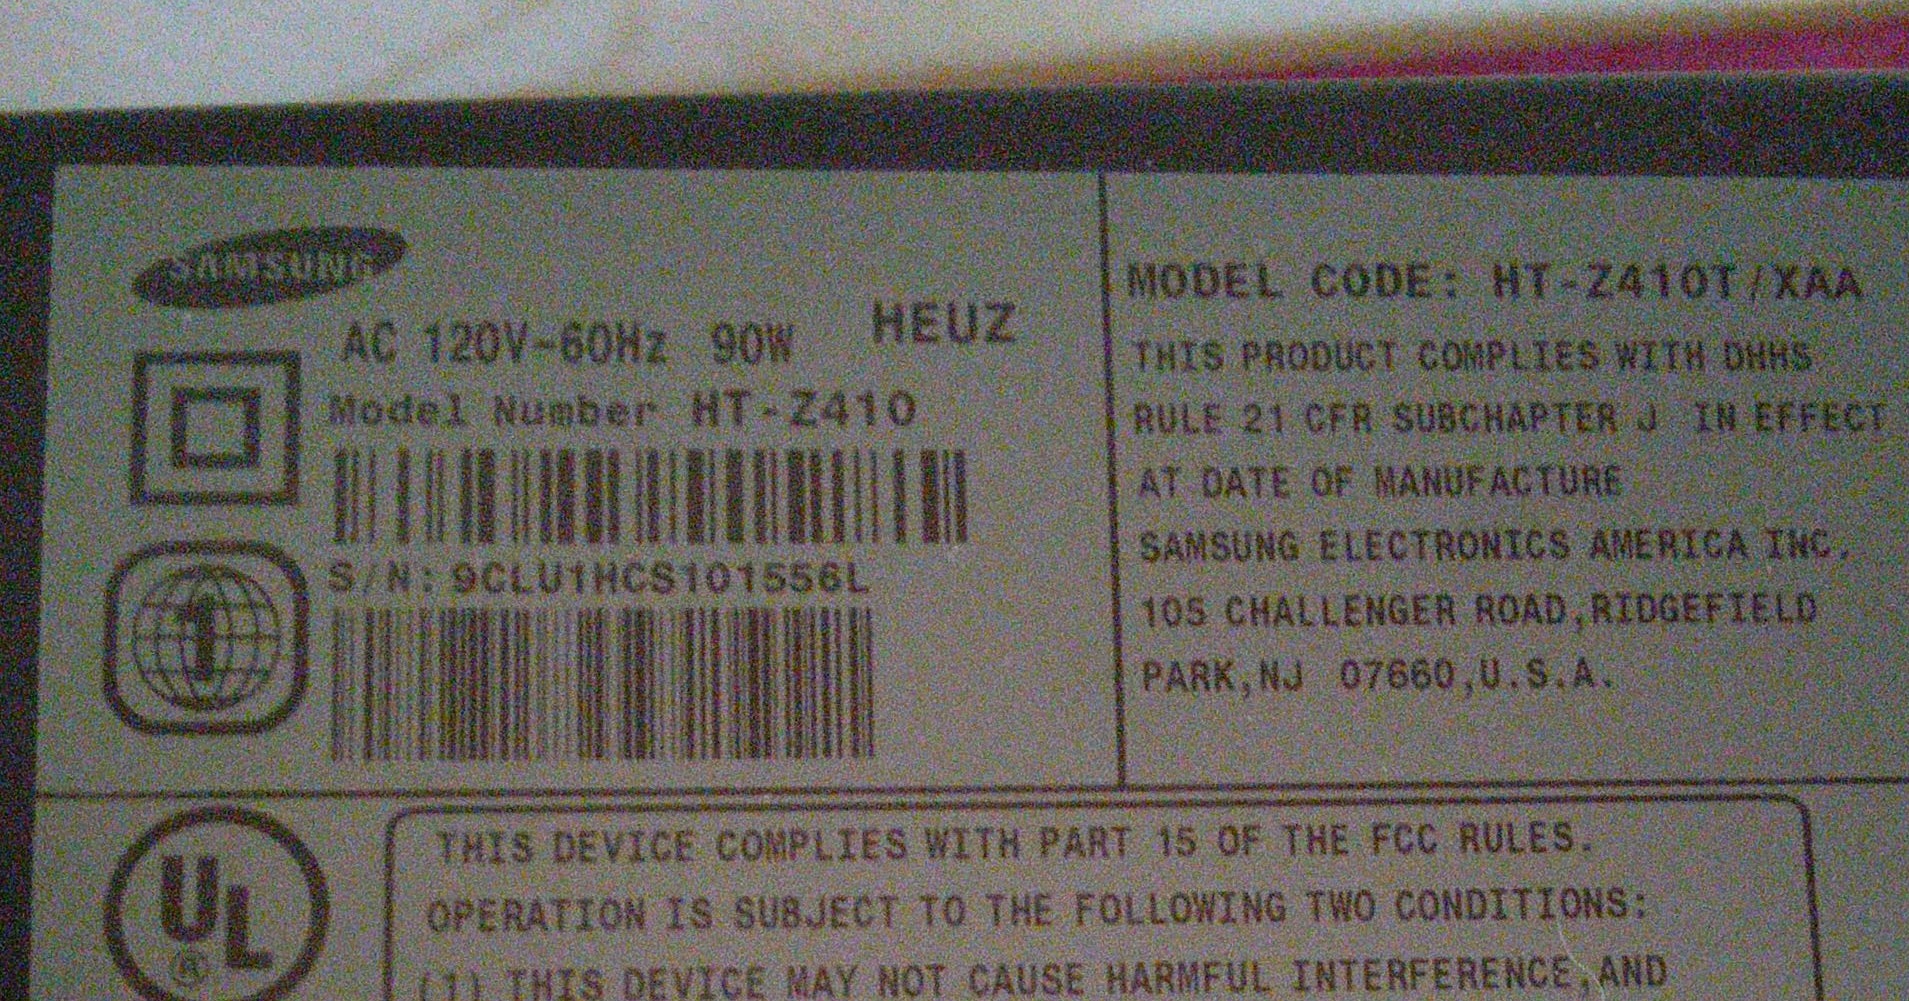 SAMSUNG
AC 120V~60Hz 90W HEUZ
Model Number HT-Z410
S/N: 9CLU1HCS101556L
1
MODEL CODE: HT-Z410T/XAA
THIS PRODUCT COMPLIES WITH DHHS
RULE 21 CFR SUBCHAPTER J IN EFFECT
AT DATE OF MANUFACTURE
SAMSUNG ELECTRONICS AMERICA INC.
105 CHALLENGER ROAD,RIDGEFIELD
PARK,NJ 07660,U.S.A.
UL
®
THIS DEVICE COMPLIES WITH PART 15 OF THE FCC RULES.
OPERATION IS SUBJECT TO THE FOLLOWING TWO CONDITIONS:
(1) THIS DEVICE MAY NOT CAUSE HARMFUL INTERFERENCE,AND